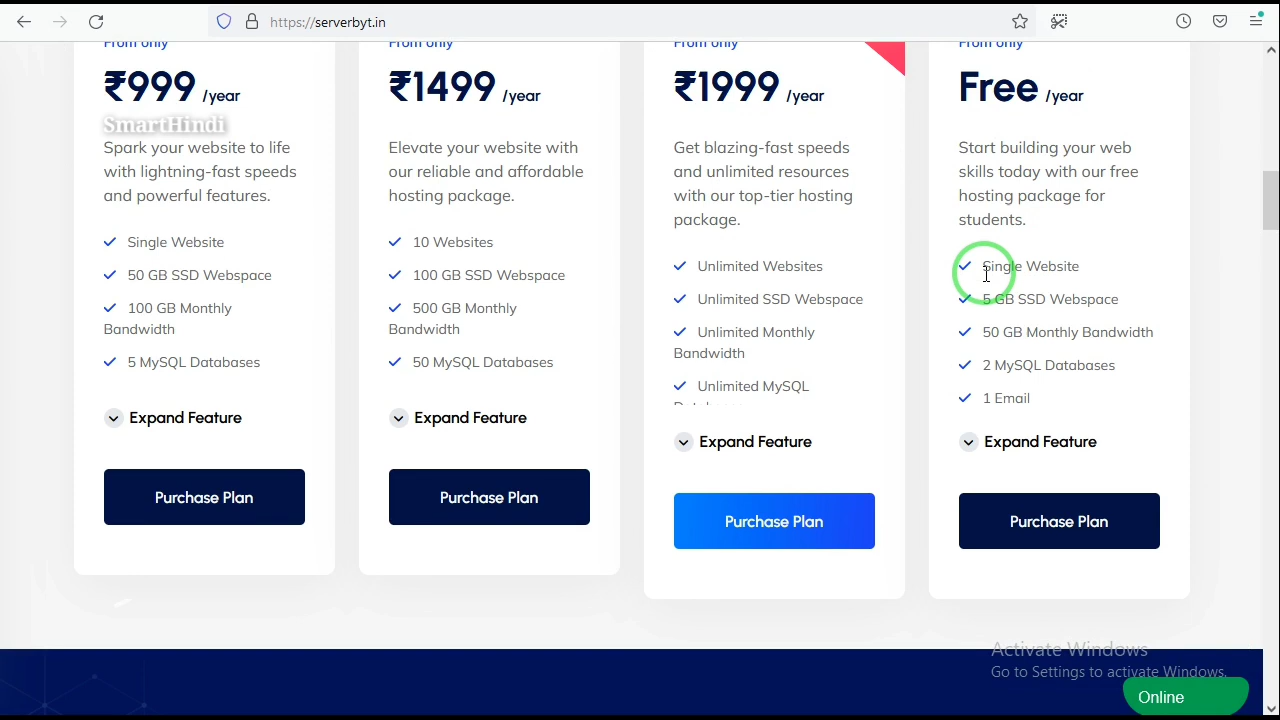 https://serverbyt.in
From only
₹999 /year
SmartHindi
Spark your website to life
with lightning-fast speeds
and powerful features.
Single Website
50 GB SSD Webspace
100 GB Monthly
Bandwidth
5 MySQL Databases
Expand Feature
Purchase Plan
From only
₹1499 /year
Elevate your website with
our reliable and affordable
hosting package.
10 Websites
100 GB SSD Webspace
500 GB Monthly
Bandwidth
50 MySQL Databases
Expand Feature
Purchase Plan
From only
₹1999 /year
Get blazing-fast speeds
and unlimited resources
with our top-tier hosting
package.
Unlimited Websites
Unlimited SSD Webspace
Unlimited Monthly
Bandwidth
Unlimited MySQL
Expand Feature
Purchase Plan
From only
Free /year
Start building your web
skills today with our free
hosting package for
students.
Single Website
5 GB SSD Webspace
50 GB Monthly Bandwidth
2 MySQL Databases
1 Email
Expand Feature
Purchase Plan
Activate Windows
Go to Settings to activate Windows.
Online